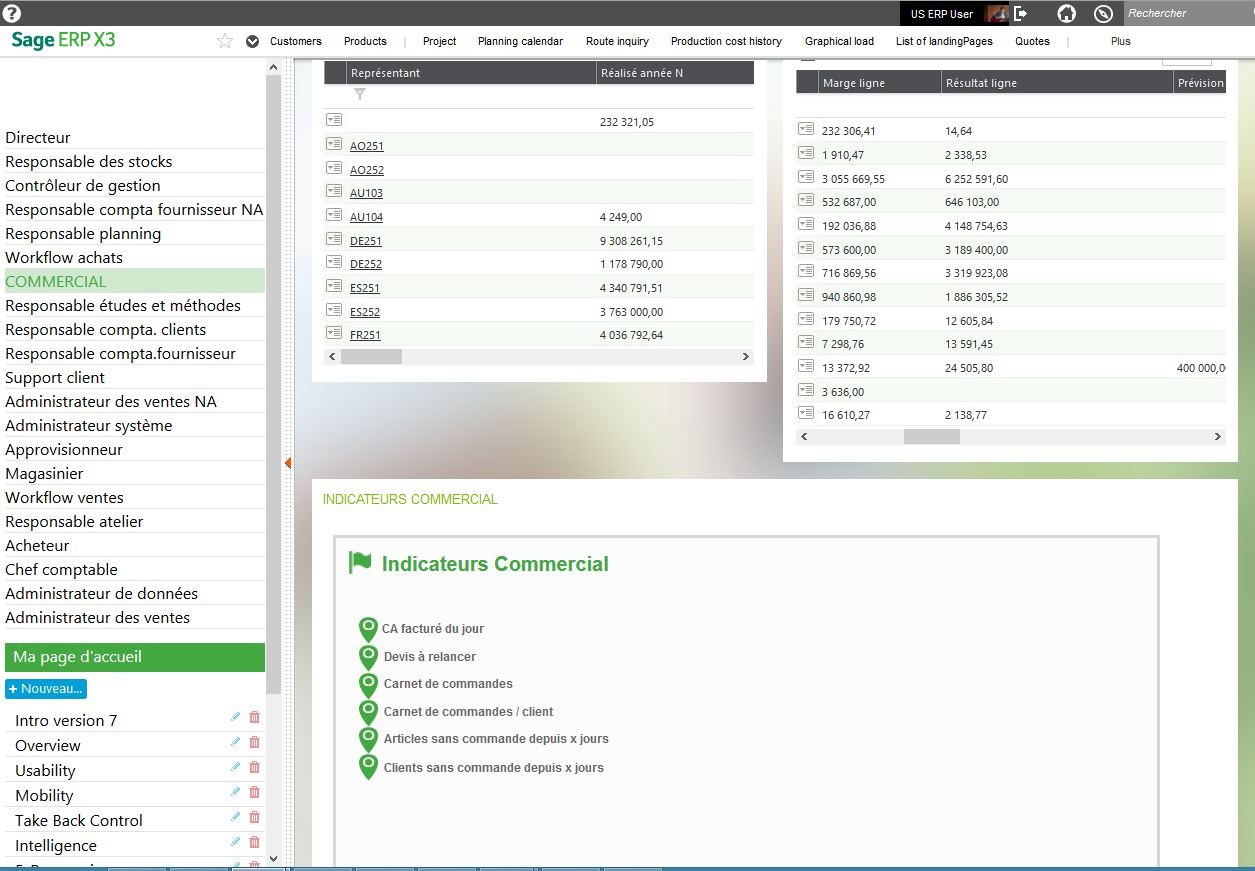 US ERP User
Rechercher
Sage ERP X3
Customers
Products
Project
Planning calendar
Route inquiry
Production cost history
Graphical load
List of landingPages
Quotes
Plus
Directeur
Responsable des stocks
Contrôleur de gestion
Responsable compta fournisseur NA
Responsable planning
Workflow achats
COMMERCIAL
Responsable études et méthodes
Responsable compta. clients
Responsable compta.fournisseur
Support client
Administrateur des ventes NA
Administrateur système
Approvisionneur
Magasinier
Workflow ventes
Responsable atelier
Acheteur
Chef comptable
Administrateur de données
Administrateur des ventes
Ma page d'accueil
+ Nouveau...
Intro version 7
Overview
Usability
Mobility
Take Back Control
Intelligence
Représentant Réalisé année N
232 321,05
AO251
AO252
AU103
AU104 4 249,00
DE251 9 308 261,15
DE252 1 178 790,00
ES251 4 340 791,51
ES252 3 763 000,00
FR251 4 036 792,64
Marge ligne Résultat ligne Prévision
232 306,41 14,64
1 910,47 2 338,53
3 055 669,55 6 252 591,60
532 687,00 646 103,00
192 036,88 4 148 754,63
573 600,00 3 189 400,00
716 869,56 3 319 923,08
940 860,98 1 886 305,52
179 750,72 12 605,84
7 298,76 13 591,45
13 372,92 24 505,80 400 000,0
3 636,00
16 610,27 2 138,77
INDICATEURS COMMERCIAL
Indicateurs Commercial
CA facturé du jour
Devis à relancer
Carnet de commandes
Carnet de commandes / client
Articles sans commande depuis x jours
Clients sans commande depuis x jours